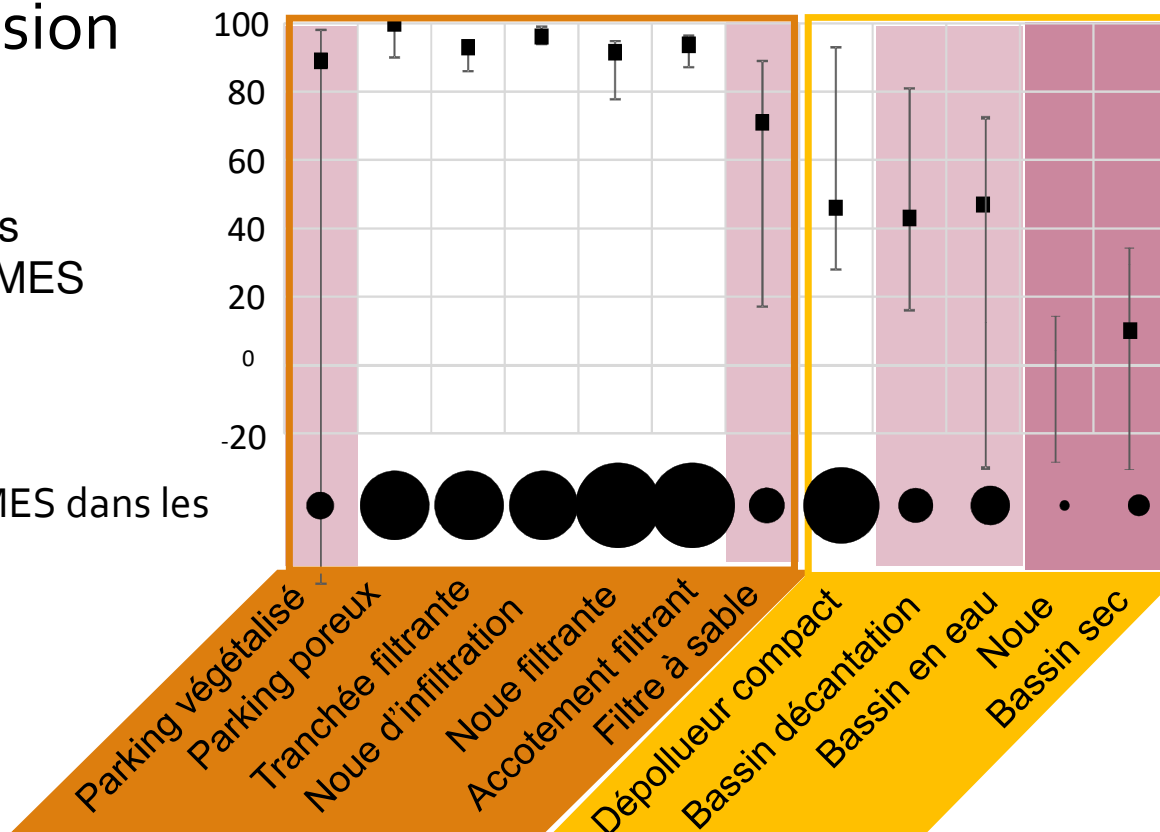 sion
s
MES
MES dans les
100
80
60
40
20
0
-20
Parking végétalisé
Parking poreux
Tranchée filtrante
Noue d'infiltration
Noue filtrante
Accotement filtrant
Filtre à sable
Dépollueur compact
Bassin décantation
Bassin en eau
Noue
Bassin sec